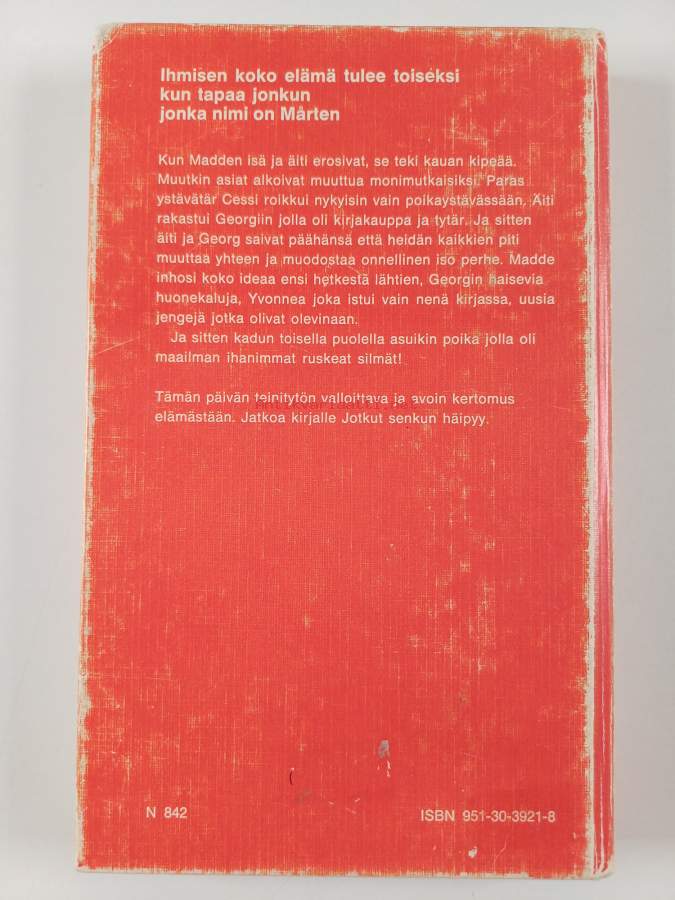 Ihmisen koko elämä tulee toiseksi
kun tapaa jonkun
jonka nimi on Mårten
Kun Madden isä ja äiti erosivat, se teki kauan kipeää.
Muutkin asiat alkoivat muuttua monimutkaisiksi. Paras
ystävätär Cessi roikkui nykyisin vain poikaystävässään. Äiti
rakastui Georgiin jolla oli kirjakauppa ja tytär. Ja sitten
äiti ja Georg saivat päähänsä että heidän kaikkien piti
muuttaa yhteen ja muodostaa onnellinen iso perhe. Madde
inhosi koko ideaa ensi hetkestä lähtien, Georgin haisevia
huonekaluja, Yvonnea joka istui vain nenä kirjassa, uusia
jengejä jotka olivat olevinaan.
Ja sitten kadun toisella puolella asuikin poika jolla oli
maailman ihanimmat ruskeat silmät!
Tämän päivän teinitytön valloittava ja avoin kertomus
antikvariaatti.net
elämästään. Jatkoa kirjalle Jotkut senkun häipyy.
N 842
ISBN 951-30-3921-8